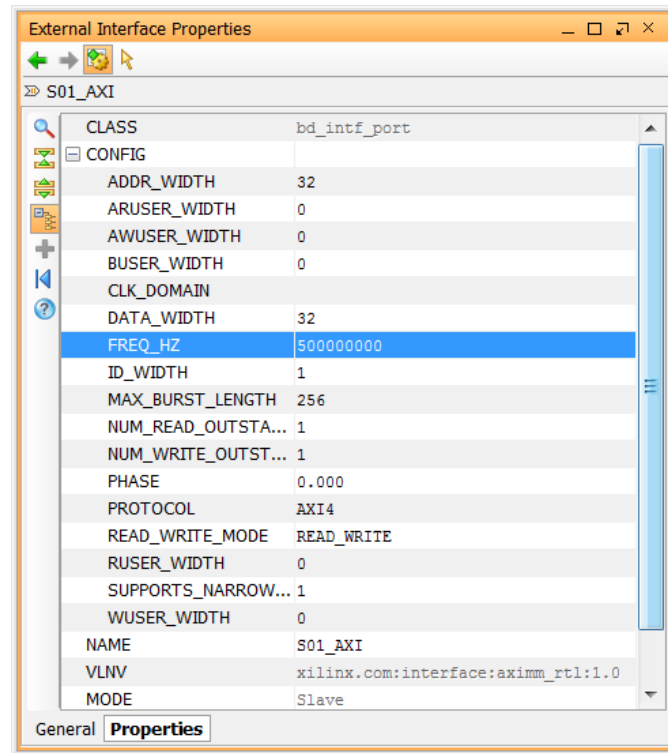 External Interface Properties
S01_AXI
CLASS bd_intf_port
CONFIG
ADDR_WIDTH 32
ARUSER_WIDTH 0
AWUSER_WIDTH 0
BUSER_WIDTH 0
CLK_DOMAIN
DATA_WIDTH 32
FREQ_HZ 500000000
ID_WIDTH 1
MAX_BURST_LENGTH 256
NUM_READ_OUTSTA... 1
NUM_WRITE_OUTST... 1
PHASE 0.000
PROTOCOL AXI4
READ_WRITE_MODE READ_WRITE
RUSER_WIDTH 0
SUPPORTS_NARROW... 1
WUSER_WIDTH 0
NAME S01_AXI
VLNV xilinx.com:interface:aximm_rtl:1.0
MODE Slave
General Properties